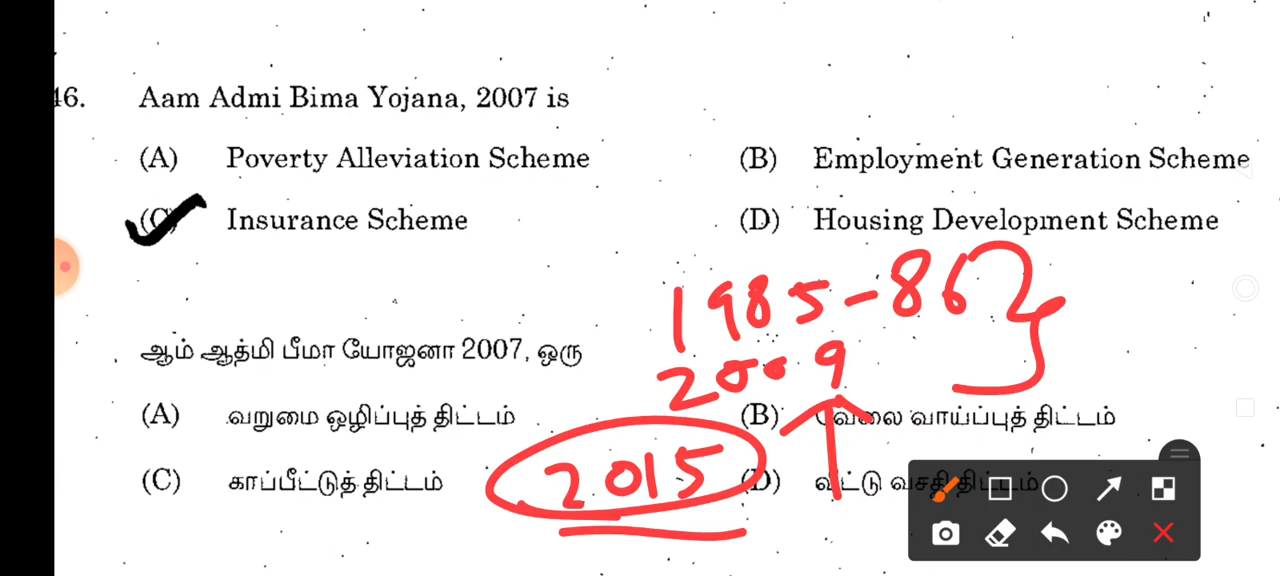 46. Aam Admi Bima Yojana, 2007 is
(A) Poverty Alleviation Scheme (B) Employment Generation Scheme
(C) Insurance Scheme (D) Housing Development Scheme
1985-86
ஆம் ஆத்மி பீமா யோஜனா 2007, ஒரு
2009
(A) வறுமை ஒழிப்புத் திட்டம் (B) வேலை வாய்ப்புத் திட்டம்
(C) காப்பீட்டுத் திட்டம் 2015 (D) வீட்டு வசதி திட்டம்